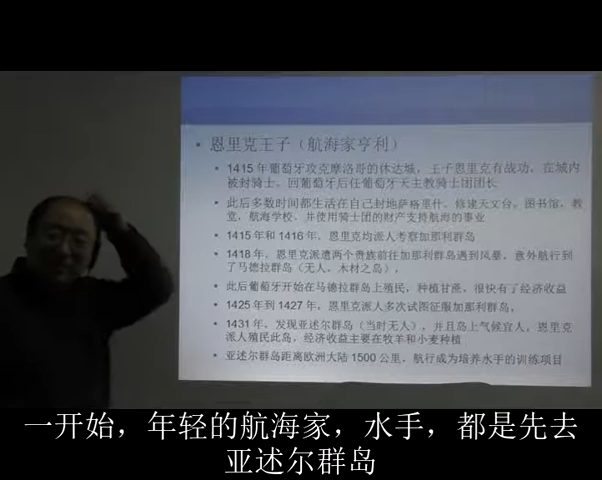 • 恩里克王子（航海家亨利）
• 1415 年葡萄牙攻克摩洛哥的休达城，王子恩里克有战功，在城内
被封骑士。回葡萄牙后任葡萄牙天主教骑士团团长
• 此后多数时间都生活在自己封地萨格里什，修建天文台，图书馆，教
堂，航海学校，并使用骑士团的财产支持航海的事业
• 1415 年和 1416 年，恩里克均派人考察加那利群岛
• 1418 年，恩里克派遣两个贵族前往加那利群岛遇到风暴，意外航行到
了马德拉群岛（无人，木材之岛），
• 此后葡萄牙开始在马德拉群岛上殖民，种植甘蔗，很快有了经济收益
• 1425 年到 1427 年，恩里克派人多次试图征服加那利群岛，
• 1431 年，发现亚述尔群岛（当时无人），并且岛上气候宜人，恩里克
派人殖民此岛，经济收益主要在牧羊和小麦种植
• 亚述尔群岛距离欧洲大陆 1500 公里，航行成为培养水手的训练项目
一开始，年轻的航海家，水手，都是先去
亚述尔群岛